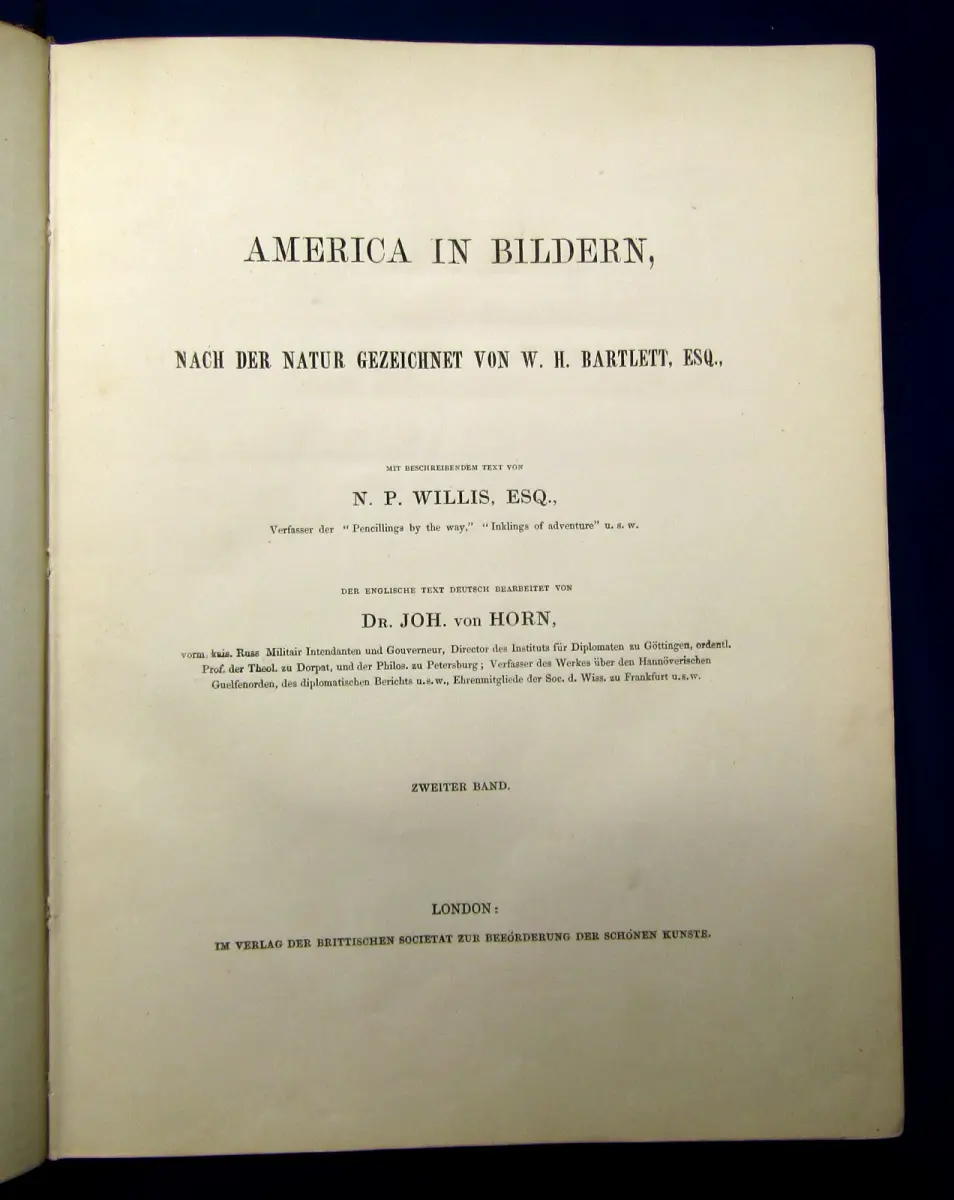 AMERICA IN BILDERN,
NACH DER NATUR GEZEICHNET VON W. H. BARTLETT, ESQ.,
MIT BESCHREIBENDEM TEXT VON
N. P. WILLIS, ESQ.,
Verfasser der “ Pencillings by the way,” “ Inklings of adventure” u. s. w.
DER ENGLISCHE TEXT DEUTSCH BEARBEITET VON
DR. JOH. von HORN,
vorm. kais. Russ Militair Intendanten und Gouverneur, Director des Instituts für Diplomaten zu Göttingen, ordentl.
Prof. der Theol. zu Dorpat, und der Philos. zu Petersburg ; Verfasser des Werkes über den Hannöverischen
Guelfenorden, des diplomatischen Berichts u.s.w., Ehrenmitgliede der Soc. d. Wiss. zu Frankfurt u.s.w.
ZWEITER BAND.
LONDON :
IM VERLAG DER BRITTISCHEN SOCIETAT ZUR BEEÖRDERUNG DER SCHÖNEN KUNSTE.